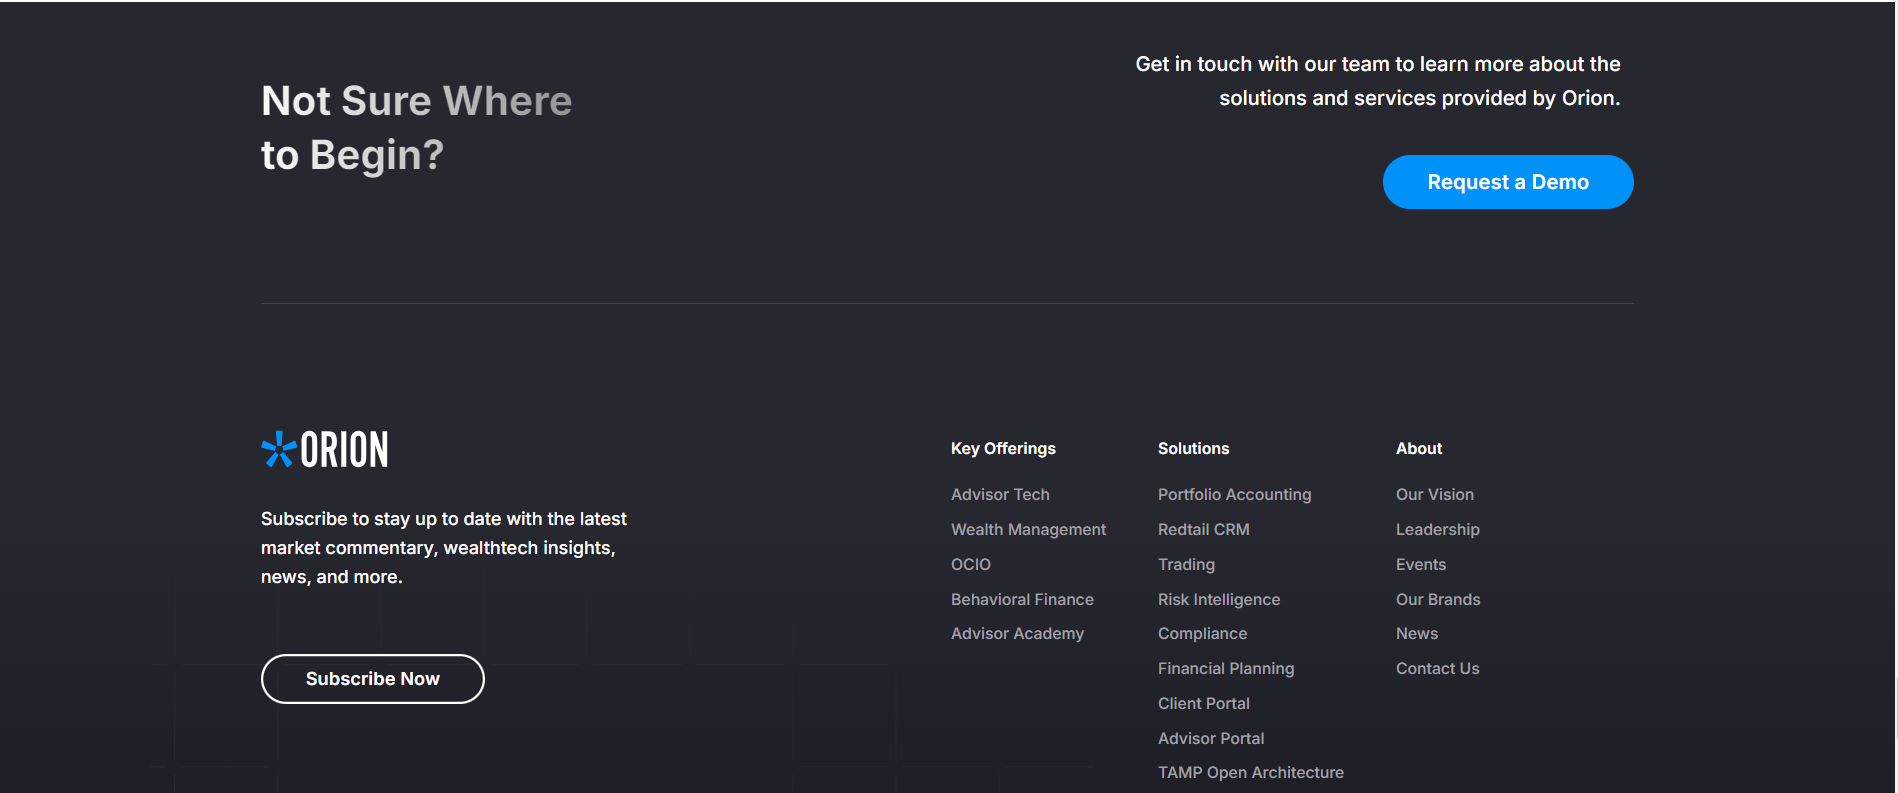 Not Sure Where
to Begin?
Get in touch with our team to learn more about the
solutions and services provided by Orion.
Request a Demo
ORION
Subscribe to stay up to date with the latest
market commentary, wealthtech insights,
news, and more.
Subscribe Now
Key Offerings
Advisor Tech
Wealth Management
OCIO
Behavioral Finance
Advisor Academy
Solutions
Portfolio Accounting
Redtail CRM
Trading
Risk Intelligence
Compliance
Financial Planning
Client Portal
Advisor Portal
TAMP Open Architecture
About
Our Vision
Leadership
Events
Our Brands
News
Contact Us